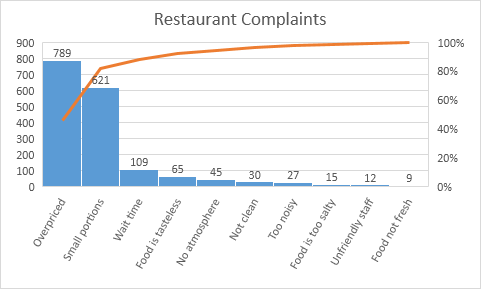 Restaurant Complaints
900
800
700
600
500
400
300
200
100
0
789
621
109
65
45
30
27
15
12
9
100%
80%
60%
40%
20%
0%
Overpriced
Small portions
Wait time
Food is tasteless
No atmosphere
Not clean
Too noisy
Food is too salty
Unfriendly staff
Food not fresh